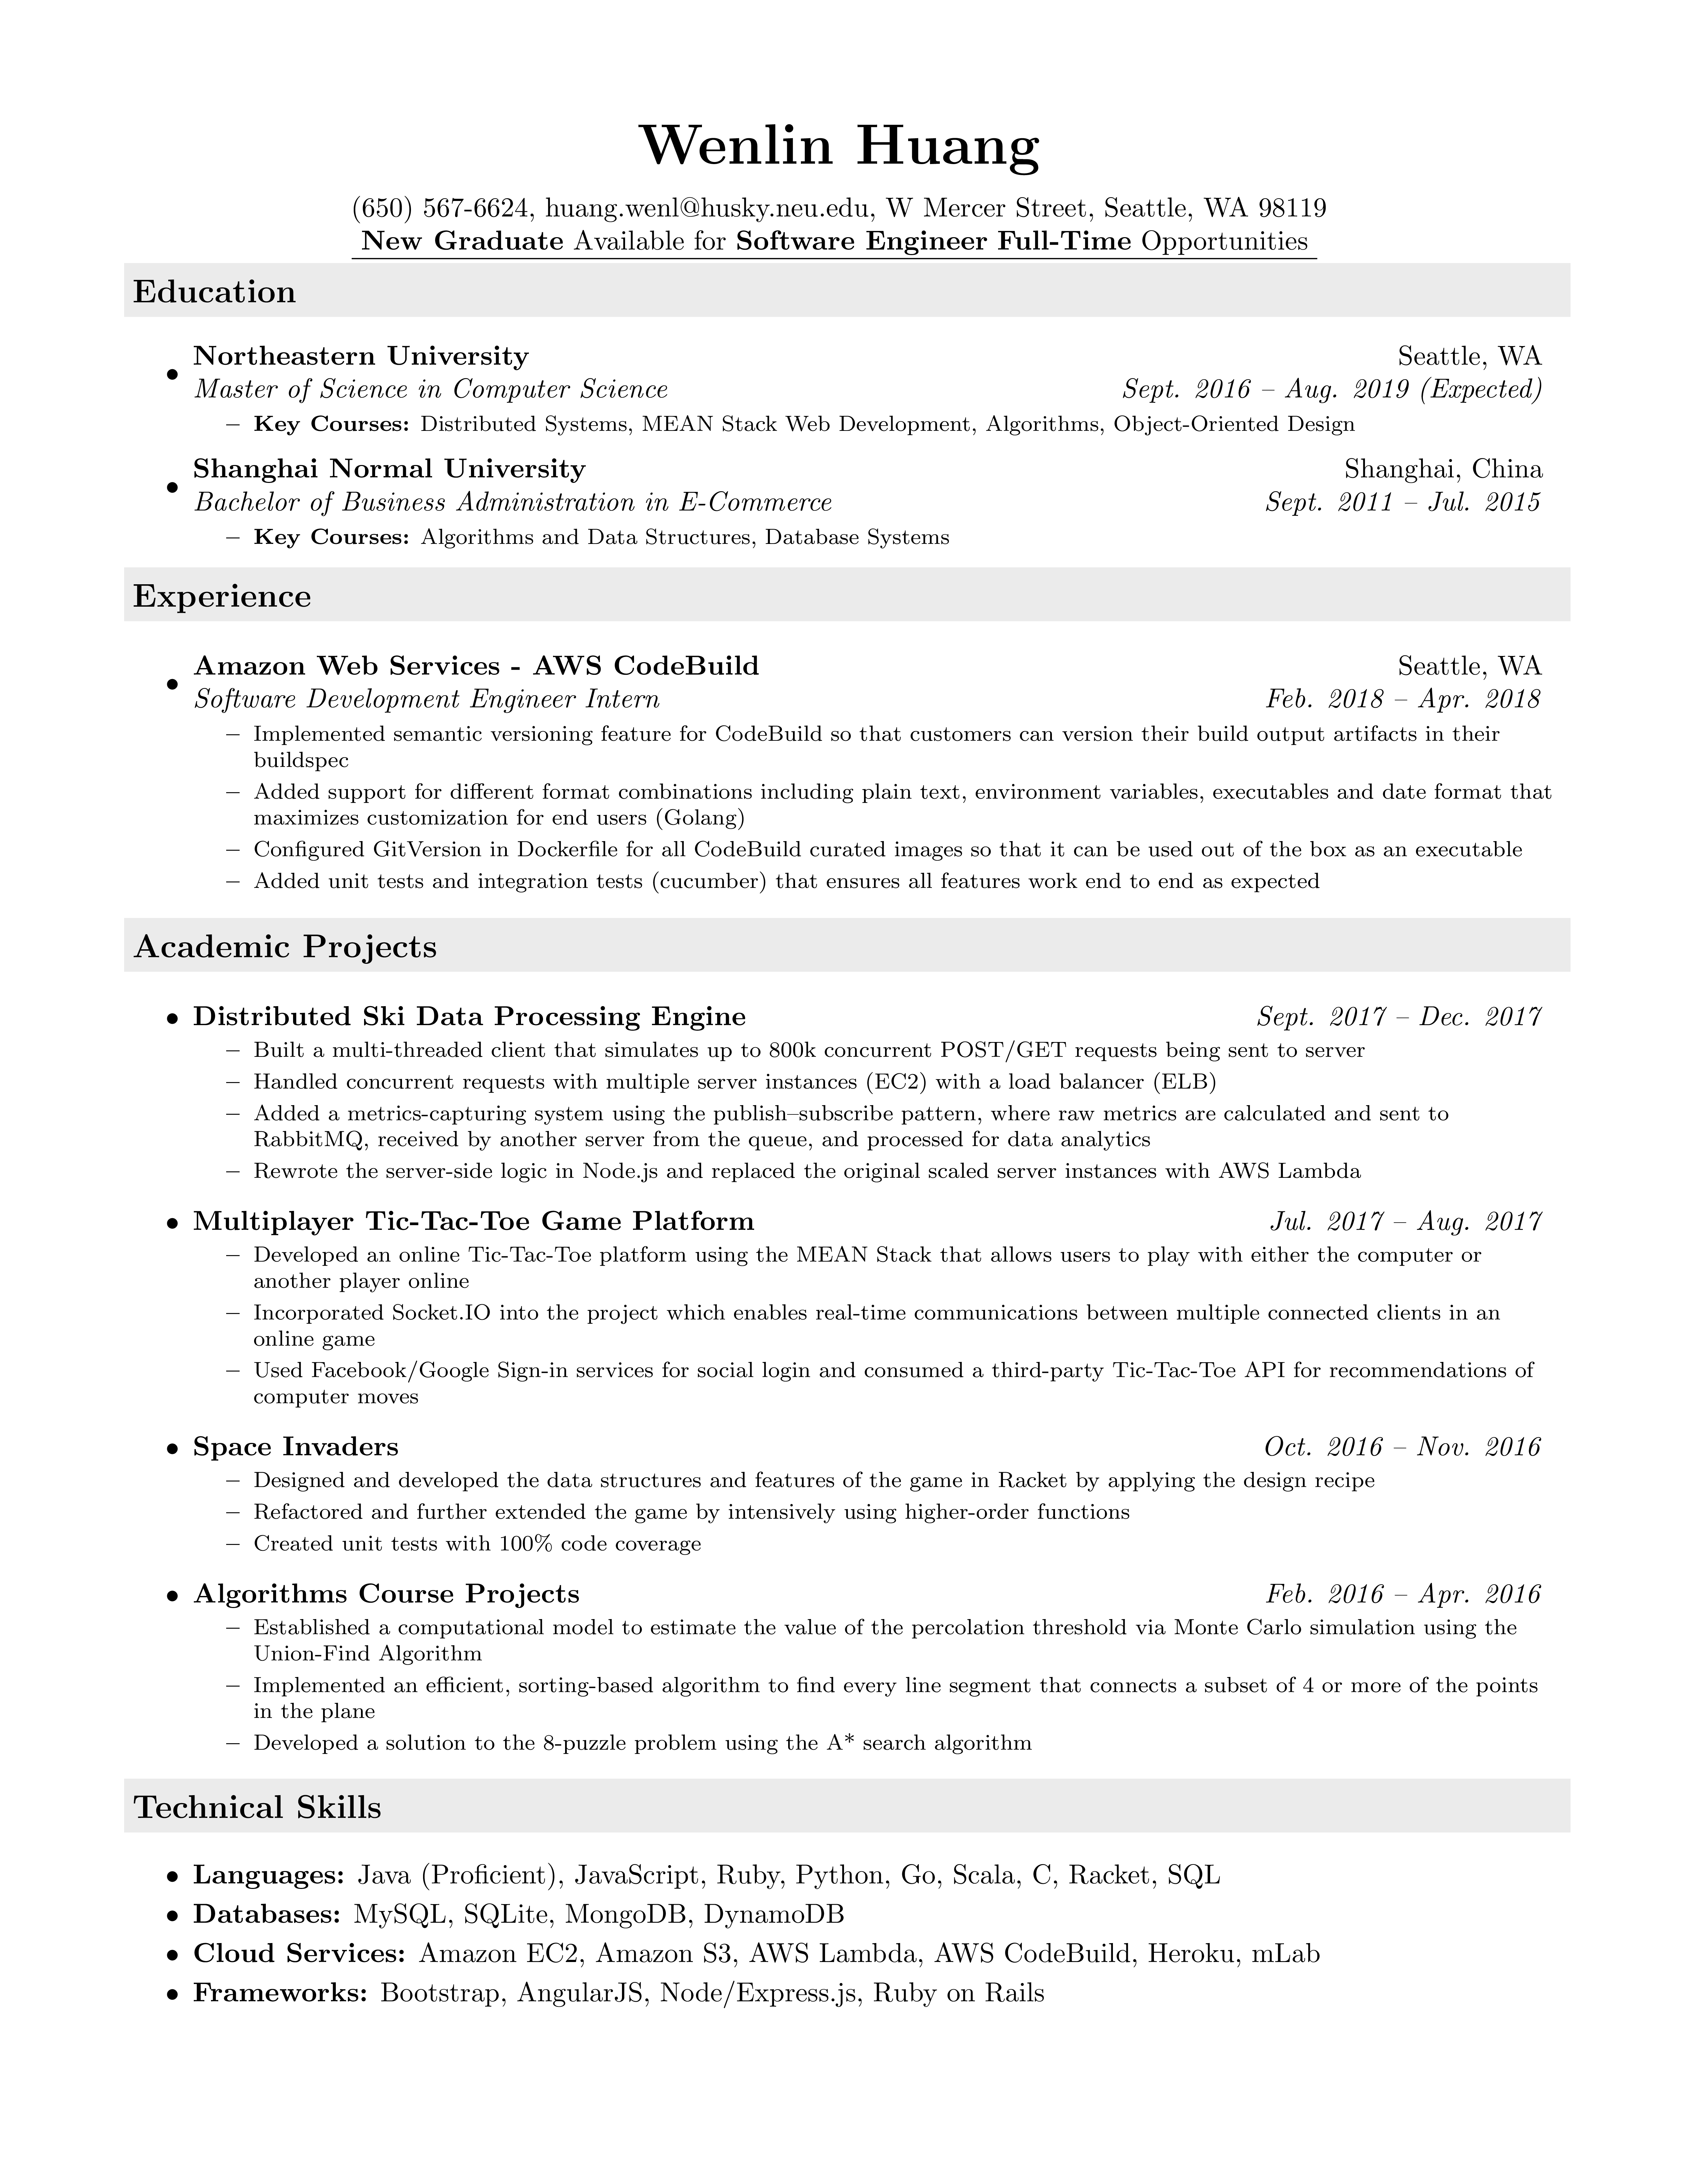 Wenlin Huang
(650) 567-6624, huang.wenl@husky.neu.edu, W Mercer Street, Seattle, WA 98119
New Graduate Available for Software Engineer Full-Time Opportunities
Education
• Northeastern University Seattle, WA
Master of Science in Computer Science Sept. 2016 – Aug. 2019 (Expected)
– Key Courses: Distributed Systems, MEAN Stack Web Development, Algorithms, Object-Oriented Design
• Shanghai Normal University Shanghai, China
Bachelor of Business Administration in E-Commerce Sept. 2011 – Jul. 2015
– Key Courses: Algorithms and Data Structures, Database Systems
Experience
• Amazon Web Services - AWS CodeBuild Seattle, WA
Software Development Engineer Intern Feb. 2018 – Apr. 2018
– Implemented semantic versioning feature for CodeBuild so that customers can version their build output artifacts in their
buildspec
– Added support for different format combinations including plain text, environment variables, executables and date format that
maximizes customization for end users (Golang)
– Configured GitVersion in Dockerfile for all CodeBuild curated images so that it can be used out of the box as an executable
– Added unit tests and integration tests (cucumber) that ensures all features work end to end as expected
Academic Projects
• Distributed Ski Data Processing Engine Sept. 2017 – Dec. 2017
– Built a multi-threaded client that simulates up to 800k concurrent POST/GET requests being sent to server
– Handled concurrent requests with multiple server instances (EC2) with a load balancer (ELB)
– Added a metrics-capturing system using the publish–subscribe pattern, where raw metrics are calculated and sent to
RabbitMQ, received by another server from the queue, and processed for data analytics
– Rewrote the server-side logic in Node.js and replaced the original scaled server instances with AWS Lambda
• Multiplayer Tic-Tac-Toe Game Platform Jul. 2017 – Aug. 2017
– Developed an online Tic-Tac-Toe platform using the MEAN Stack that allows users to play with either the computer or
another player online
– Incorporated Socket.IO into the project which enables real-time communications between multiple connected clients in an
online game
– Used Facebook/Google Sign-in services for social login and consumed a third-party Tic-Tac-Toe API for recommendations of
computer moves
• Space Invaders Oct. 2016 – Nov. 2016
– Designed and developed the data structures and features of the game in Racket by applying the design recipe
– Refactored and further extended the game by intensively using higher-order functions
– Created unit tests with 100% code coverage
• Algorithms Course Projects Feb. 2016 – Apr. 2016
– Established a computational model to estimate the value of the percolation threshold via Monte Carlo simulation using the
Union-Find Algorithm
– Implemented an efficient, sorting-based algorithm to find every line segment that connects a subset of 4 or more of the points
in the plane
– Developed a solution to the 8-puzzle problem using the A* search algorithm
Technical Skills
• Languages: Java (Proficient), JavaScript, Ruby, Python, Go, Scala, C, Racket, SQL
• Databases: MySQL, SQLite, MongoDB, DynamoDB
• Cloud Services: Amazon EC2, Amazon S3, AWS Lambda, AWS CodeBuild, Heroku, mLab
• Frameworks: Bootstrap, AngularJS, Node/Express.js, Ruby on Rails